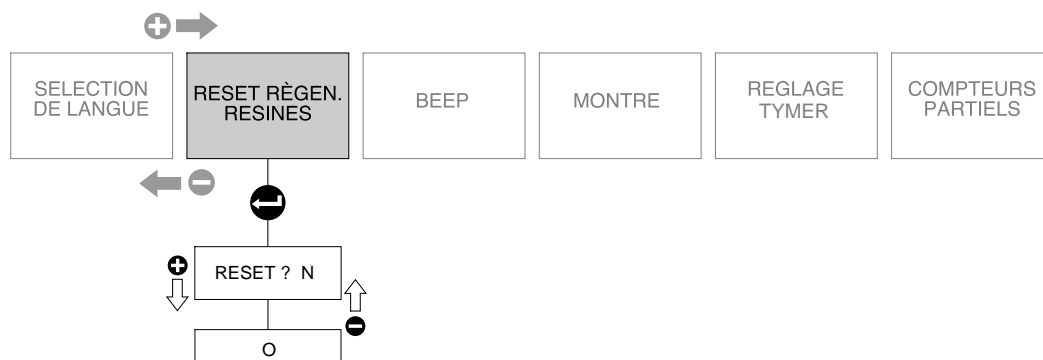 SELECTION
DE LANGUE
RESET RÈGEN.
RESINES
BEEP
MONTRE
REGLAGE
TYMER
COMPTEURS
PARTIELS
RESET ? N
O